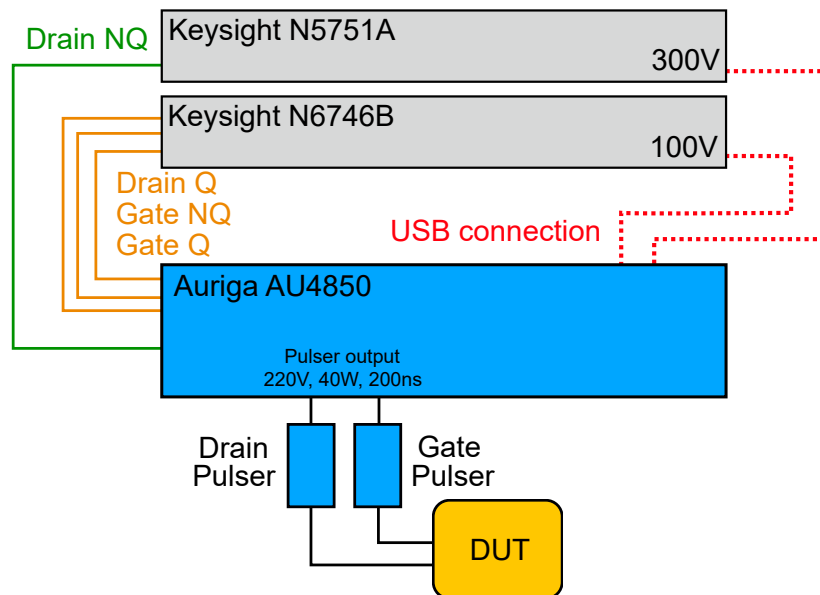 Drain NQ
Keysight N5751A
300V
Keysight N6746B
100V
Drain Q
Gate NQ
Gate Q
USB connection
Auriga AU4850
Pulser output
220V, 40W, 200ns
Drain
Pulser
Gate
Pulser
DUT